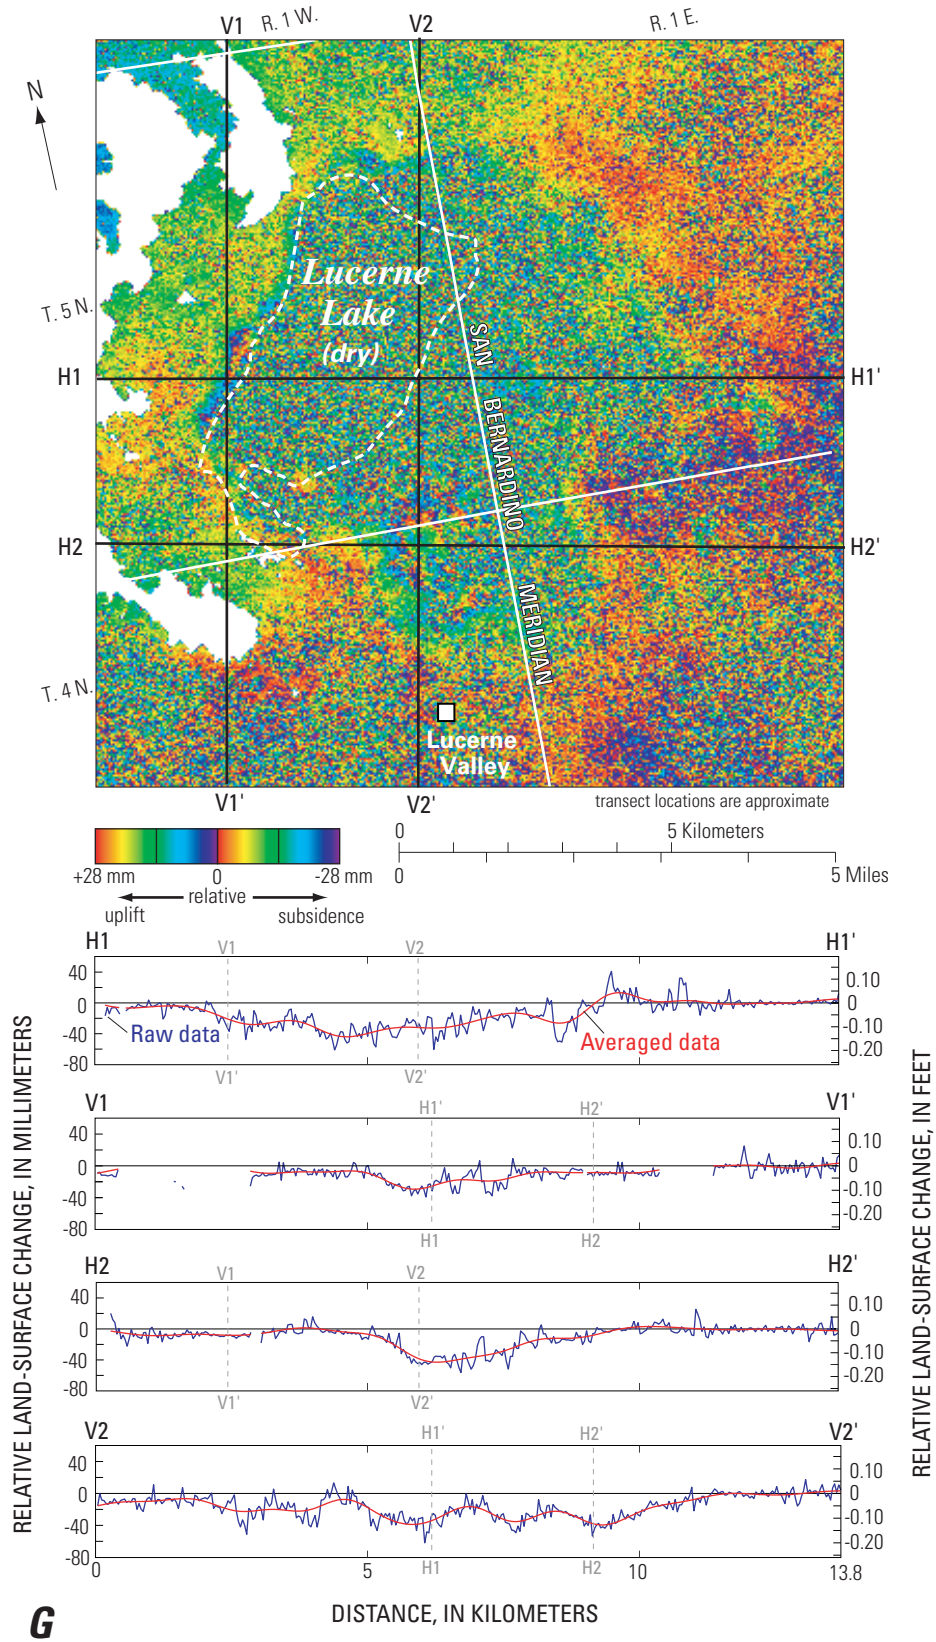 V1
R. 1 W.
V2
R. 1 E.
N
Lucerne
Lake
(dry)
T. 5 N.
SAN
H1
H1'
BERNARDINO
H2
H2'
MERIDIAN
T. 4 N.
Lucerne
Valley
V1'
V2'
transect locations are approximate
+28 mm
0
-28 mm
relative
uplift
subsidence
0
5 Kilometers
0
5 Miles
RELATIVE LAND-SURFACE CHANGE, IN MILLIMETERS
RELATIVE LAND-SURFACE CHANGE, IN FEET
H1
V1
V2
H1'
40
0
-40
-80
0.10
0
-0.10
-0.20
Raw data
Averaged data
V1'
V2'
V1
H1'
H2'
V1'
40
0
-40
-80
0.10
0
-0.10
-0.20
H1
H2
H2
V1
V2
H2'
40
0
-40
-80
0.10
0
-0.10
-0.20
V1'
V2'
V2
H1'
H2'
V2'
40
0
-40
-80
0.10
0
-0.10
-0.20
H1
H2
0
5
10
13.8
DISTANCE, IN KILOMETERS
G